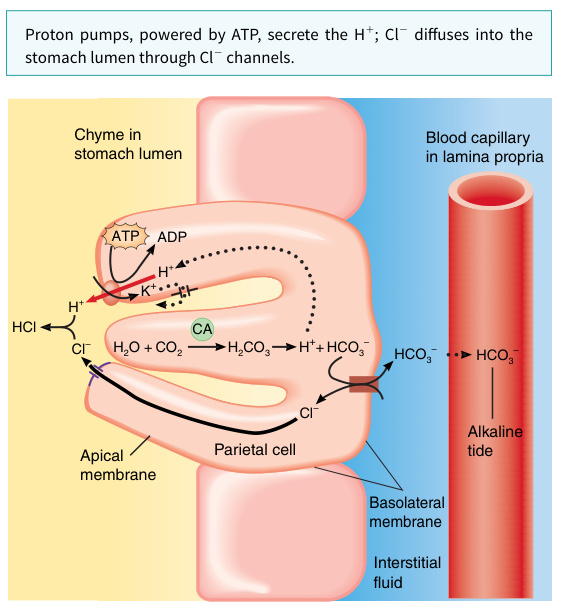 Proton pumps, powered by ATP, secrete the H⁺; Cl⁻ diffuses into the
stomach lumen through Cl⁻ channels.
Chyme in
stomach lumen
Blood capillary
in lamina propria
ATP
ADP
H⁺
K⁺
H⁺
HCl
Cl⁻
CA
H₂O + CO₂
H₂CO₃
H⁺ + HCO₃⁻
HCO₃⁻
HCO₃⁻
Cl⁻
Alkaline
tide
Parietal cell
Apical
membrane
Basolateral
membrane
Interstitial
fluid